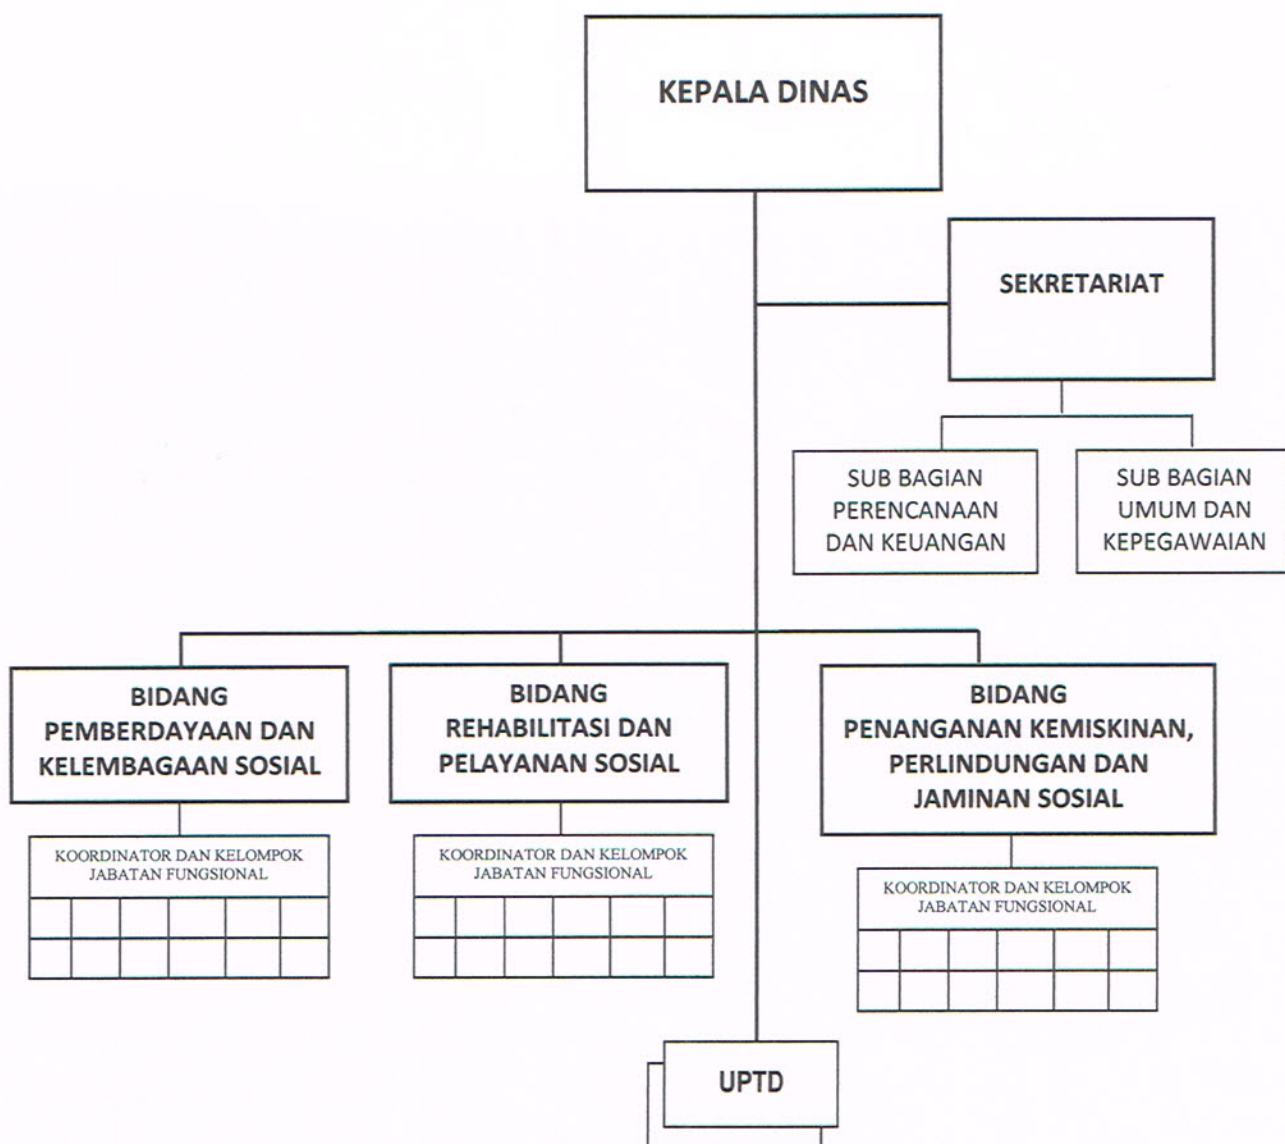 KEPALA DINAS
SEKRETARIAT
SUB BAGIAN
PERENCANAAN
DAN KEUANGAN
SUB BAGIAN
UMUM DAN
KEPEGAWAIAN
BIDANG
PEMBERDAYAAN DAN
KELEMBAGAAN SOSIAL
BIDANG
REHABILITASI DAN
PELAYANAN SOSIAL
BIDANG
PENANGANAN KEMISKINAN,
PERLINDUNGAN DAN
JAMINAN SOSIAL
KOORDINATOR DAN KELOMPOK
JABATAN FUNGSIONAL
KOORDINATOR DAN KELOMPOK
JABATAN FUNGSIONAL
KOORDINATOR DAN KELOMPOK
JABATAN FUNGSIONAL
UPTD